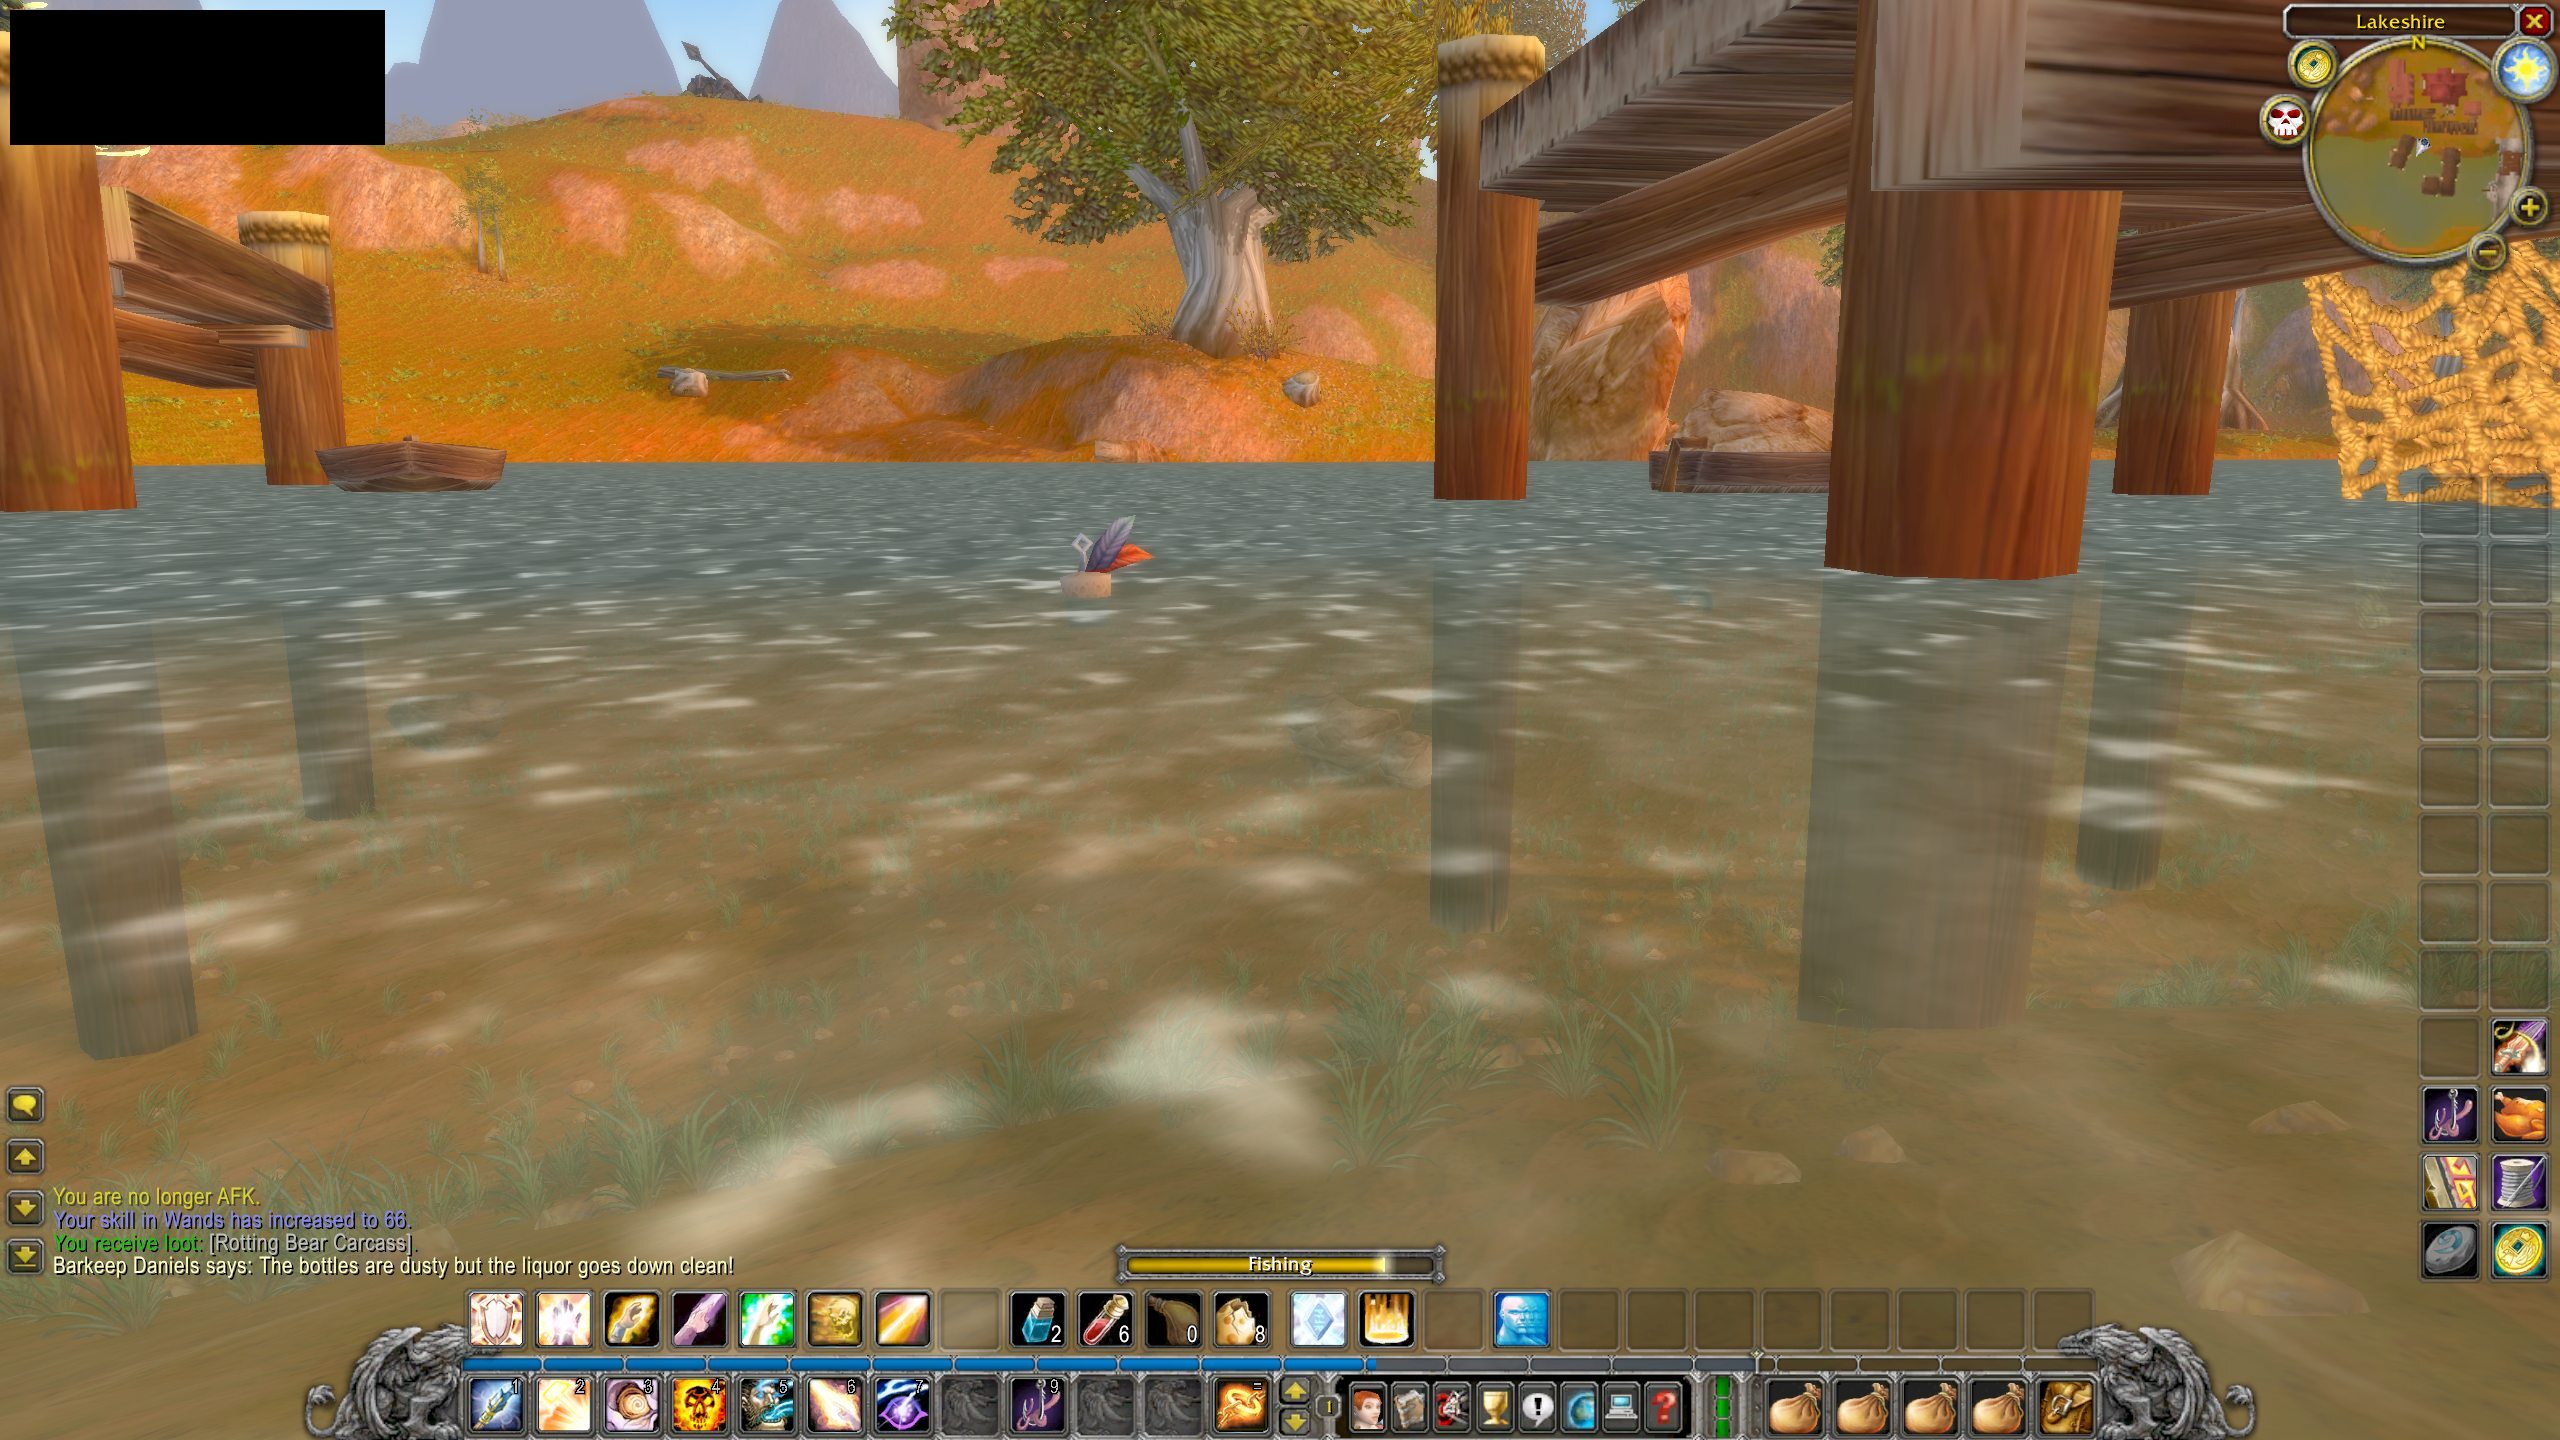 Lakeshire
N
You are no longer AFK.
Your skill in Wands has increased to 66.
You receive loot: [Rotting Bear Carcass].
Barkeep Daniels says: The bottles are dusty but the liquor goes down clean!
Fishing
2 6 0 8
1 2 3 4 5 6 7 9 =
1